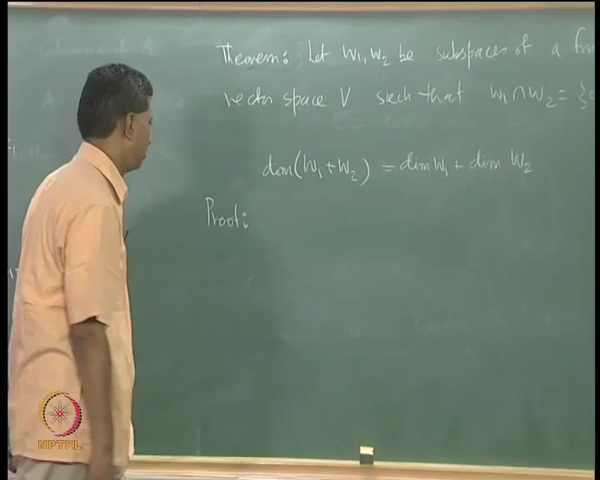 Theorem: Let W1, W2 be subspaces of a
vector space V such that W1 ∩ W2 = {
dim(W1 + W2) = dim W1 + dim W2
Proof:
NPTEL